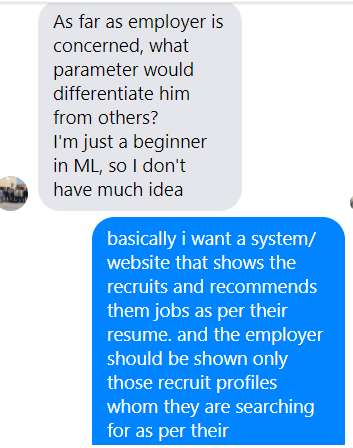 As far as employer is
concerned, what
parameter would
differentiate him
from others?
I'm just a beginner
in ML, so I don't
have much idea
basically i want a system/
website that shows the
recruits and recommends
them jobs as per their
resume. and the employer
should be shown only
those recruit profiles
whom they are searching
for as per their